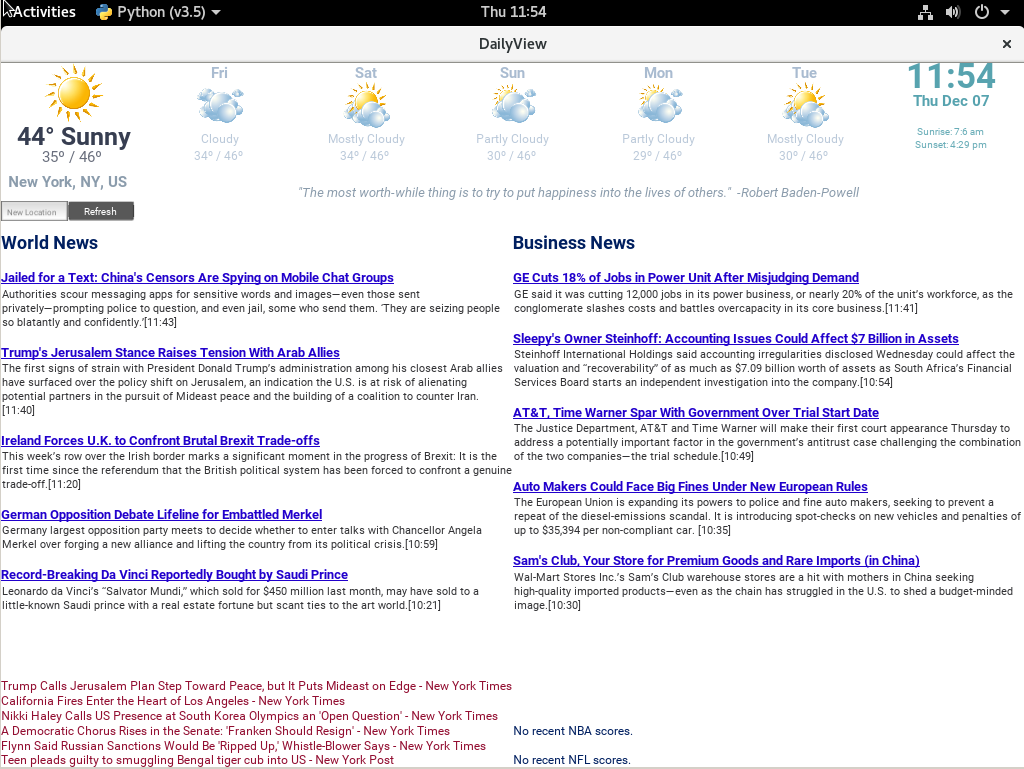 Activities Python (v3.5) Thu 11:54
DailyView ×
Fri Sat Sun Mon Tue 11:54
Thu Dec 07
44° Sunny Cloudy Mostly Cloudy Partly Cloudy Partly Cloudy Mostly Cloudy Sunrise: 7:6 am
35º / 46º 34º / 46º 34º / 46º 30º / 46º 29º / 46º 30º / 46º Sunset: 4:29 pm
New York, NY, US
"The most worth-while thing is to try to put happiness into the lives of others." -Robert Baden-Powell
New Location Refresh
World News
Jailed for a Text: China's Censors Are Spying on Mobile Chat Groups
Authorities scour messaging apps for sensitive words and images—even those sent
privately—prompting police to question, and even jail, some who send them. 'They are seizing people
so blatantly and confidently.'[11:43]
Trump's Jerusalem Stance Raises Tension With Arab Allies
The first signs of strain with President Donald Trump's administration among his closest Arab allies
have surfaced over the policy shift on Jerusalem, an indication the U.S. is at risk of alienating
potential partners in the pursuit of Mideast peace and the building of a coalition to counter Iran.
[11:40]
Ireland Forces U.K. to Confront Brutal Brexit Trade-offs
This week's row over the Irish border marks a significant moment in the progress of Brexit: It is the
first time since the referendum that the British political system has been forced to confront a genuine
trade-off.[11:20]
German Opposition Debate Lifeline for Embattled Merkel
Germany largest opposition party meets to decide whether to enter talks with Chancellor Angela
Merkel over forging a new alliance and lifting the country from its political crisis.[10:59]
Record-Breaking Da Vinci Reportedly Bought by Saudi Prince
Leonardo da Vinci's “Salvator Mundi,” which sold for $450 million last month, may have sold to a
little-known Saudi prince with a real estate fortune but scant ties to the art world.[10:21]
Business News
GE Cuts 18% of Jobs in Power Unit After Misjudging Demand
GE said it was cutting 12,000 jobs in its power business, or nearly 20% of the unit's workforce, as the
conglomerate slashes costs and battles overcapacity in its core business.[11:41]
Sleepy's Owner Steinhoff: Accounting Issues Could Affect $7 Billion in Assets
Steinhoff International Holdings said accounting irregularities disclosed Wednesday could affect the
valuation and “recoverability” of as much as $7.09 billion worth of assets as South Africa's Financial
Services Board starts an independent investigation into the company.[10:54]
AT&T, Time Warner Spar With Government Over Trial Start Date
The Justice Department, AT&T and Time Warner will make their first court appearance Thursday to
address a potentially important factor in the government's antitrust case challenging the combination
of the two companies—the trial schedule.[10:49]
Auto Makers Could Face Big Fines Under New European Rules
The European Union is expanding its powers to police and fine auto makers, seeking to prevent a
repeat of the diesel-emissions scandal. It is introducing spot-checks on new vehicles and penalties of
up to $35,394 per non-compliant car. [10:35]
Sam's Club, Your Store for Premium Goods and Rare Imports (in China)
Wal-Mart Stores Inc.'s Sam's Club warehouse stores are a hit with mothers in China seeking
high-quality imported products—even as the chain has struggled in the U.S. to shed a budget-minded
image.[10:30]
Trump Calls Jerusalem Plan Step Toward Peace, but It Puts Mideast on Edge - New York Times
California Fires Enter the Heart of Los Angeles - New York Times
Nikki Haley Calls US Presence at South Korea Olympics an 'Open Question' - New York Times
A Democratic Chorus Rises in the Senate: 'Franken Should Resign' - New York Times
Flynn Said Russian Sanctions Would Be 'Ripped Up,' Whistle-Blower Says - New York Times
Teen pleads guilty to smuggling Bengal tiger cub into US - New York Post
No recent NBA scores.
No recent NFL scores.